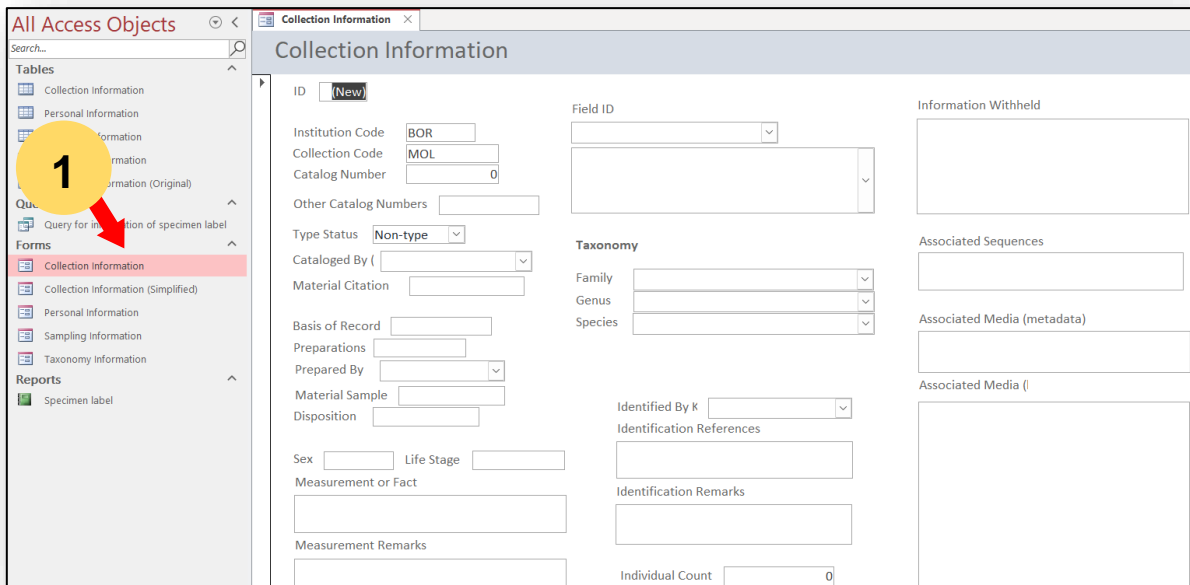 All Access Objects
Search...
Tables
Collection Information
Personal Information
formation
rmation
ormation (Original)
1
Qu
Query for in ation of specimen label
Forms
Collection Information
Collection Information (Simplified)
Personal Information
Sampling Information
Taxonomy Information
Reports
Specimen label
Collection Information
Collection Information
ID (New)
Institution Code BOR
Collection Code MOL
Catalog Number 0
Other Catalog Numbers
Type Status Non-type
Cataloged By (
Material Citation
Basis of Record
Preparations
Prepared By
Material Sample
Disposition
Sex Life Stage
Measurement or Fact
Measurement Remarks
Field ID
Taxonomy
Family
Genus
Species
Identified By K
Identification References
Identification Remarks
Individual Count 0
Information Withheld
Associated Sequences
Associated Media (metadata)
Associated Media (